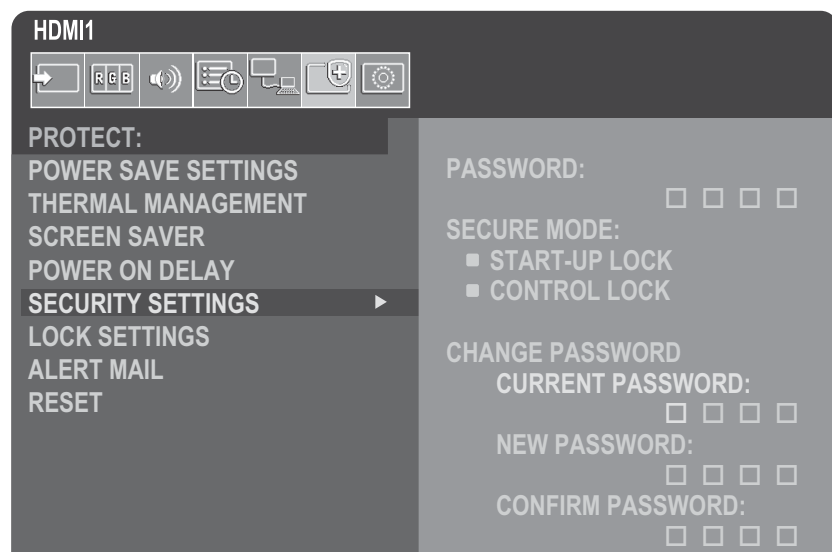 HDMI1
RGB
PROTECT:
POWER SAVE SETTINGS
THERMAL MANAGEMENT
SCREEN SAVER
POWER ON DELAY
SECURITY SETTINGS
LOCK SETTINGS
ALERT MAIL
RESET
PASSWORD:
SECURE MODE:
START-UP LOCK
CONTROL LOCK
CHANGE PASSWORD
CURRENT PASSWORD:
NEW PASSWORD:
CONFIRM PASSWORD: